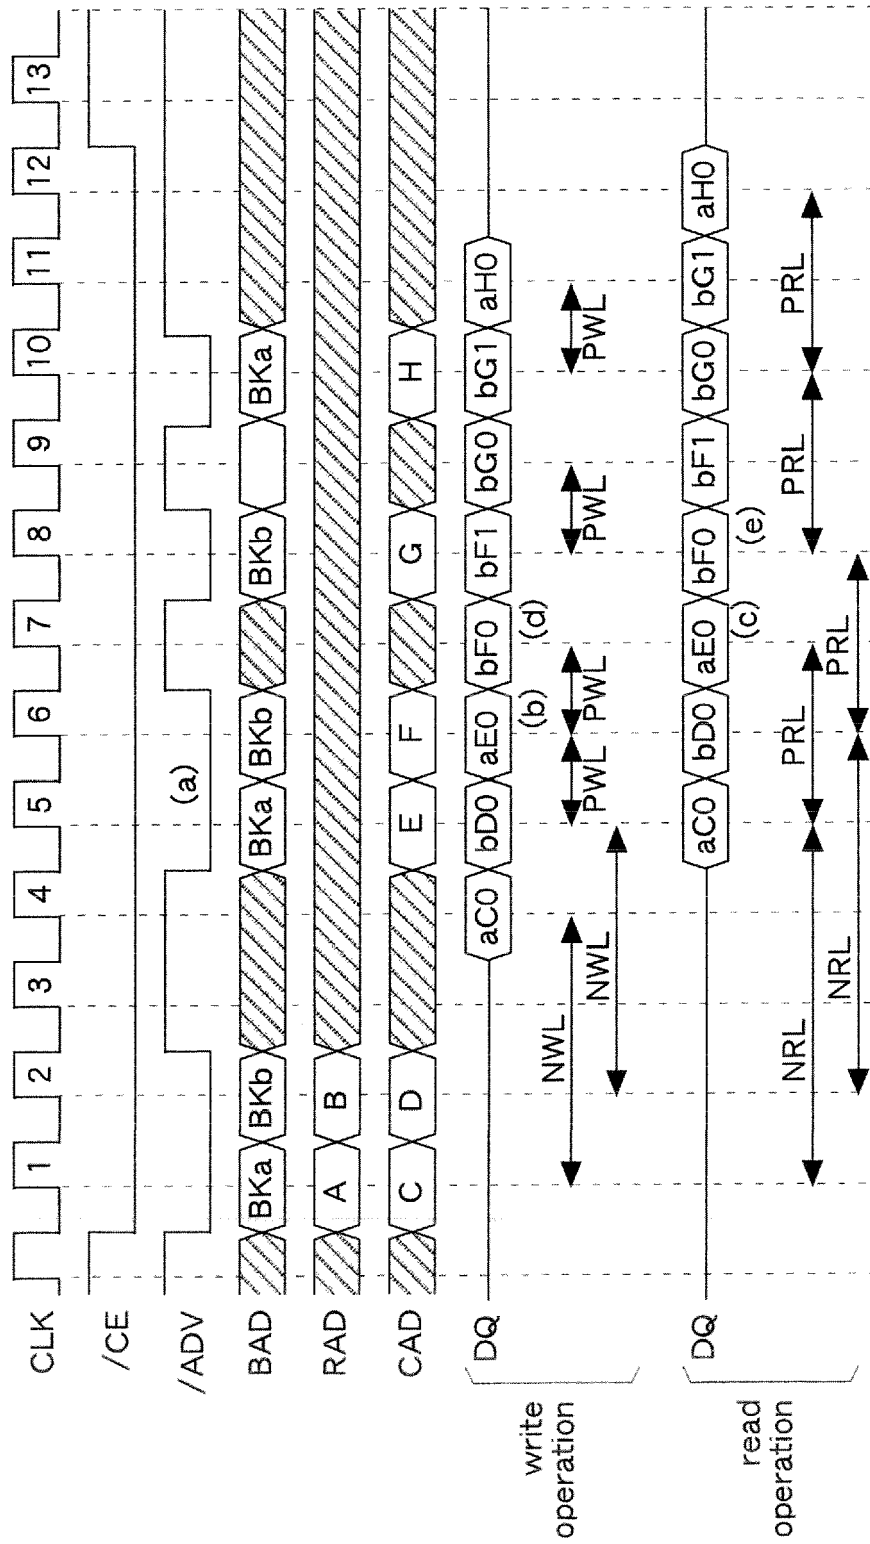 CLK 1 2 3 4 5 6 7 8 9 10 11 12 13
/CE
/ADV (a)
BAD BKa BKb BKa BKb BKb BKa
RAD A B
CAD C D E F G H
DQ aC0 bD0 aE0 bF0 bF1 bG0 bG1 aH0
(b) (d)
write
operation
NWL PWL PWL PWL PWL
NWL
DQ aC0 bD0 aE0 bF0 bF1 bG0 bG1 aH0
(c) (e)
read
operation
NRL PRL PRL PRL
NRL PRL